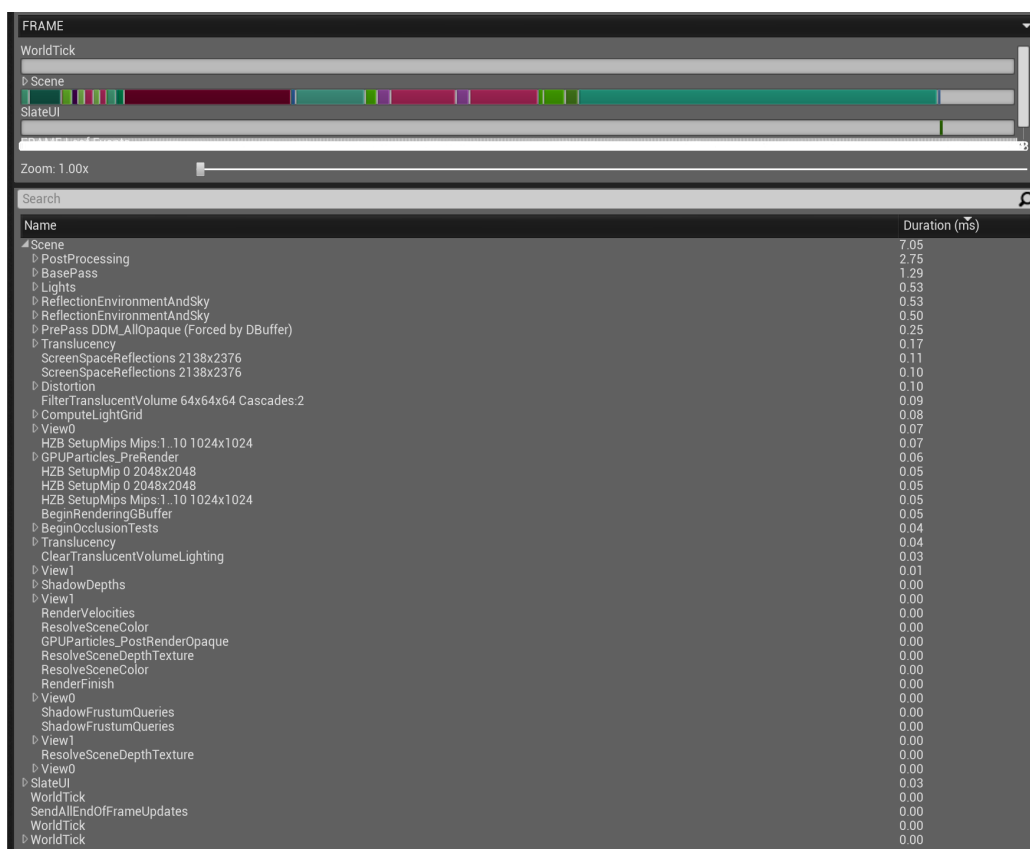 FRAME
WorldTick
Scene
SlateUI
Zoom: 1.00x
Search
Name Duration (ms)
Scene 7.05
PostProcessing 2.75
BasePass 1.29
Lights 0.53
ReflectionEnvironmentAndSky 0.53
ReflectionEnvironmentAndSky 0.50
PrePass DDM_AllOpaque (Forced by DBuffer) 0.25
Translucency 0.17
ScreenSpaceReflections 2138x2376 0.11
ScreenSpaceReflections 2138x2376 0.10
Distortion 0.10
FilterTranslucentVolume 64x64x64 Cascades:2 0.09
ComputeLightGrid 0.08
View0 0.07
HZB SetupMips Mips:1..10 1024x1024 0.07
GPUParticles_PreRender 0.06
HZB SetupMip 0 2048x2048 0.05
HZB SetupMip 0 2048x2048 0.05
HZB SetupMips Mips:1..10 1024x1024 0.05
BeginRenderingGBuffer 0.05
BeginOcclusionTests 0.04
Translucency 0.04
ClearTranslucentVolumeLighting 0.03
View1 0.01
ShadowDepths 0.00
View1 0.00
RenderVelocities 0.00
ResolveSceneColor 0.00
GPUParticles_PostRenderOpaque 0.00
ResolveSceneDepthTexture 0.00
ResolveSceneColor 0.00
RenderFinish 0.00
View0 0.00
ShadowFrustumQueries 0.00
ShadowFrustumQueries 0.00
View1 0.00
ResolveSceneDepthTexture 0.00
View0 0.00
SlateUI 0.03
WorldTick 0.00
SendAllEndOfFrameUpdates 0.00
WorldTick 0.00
WorldTick 0.00